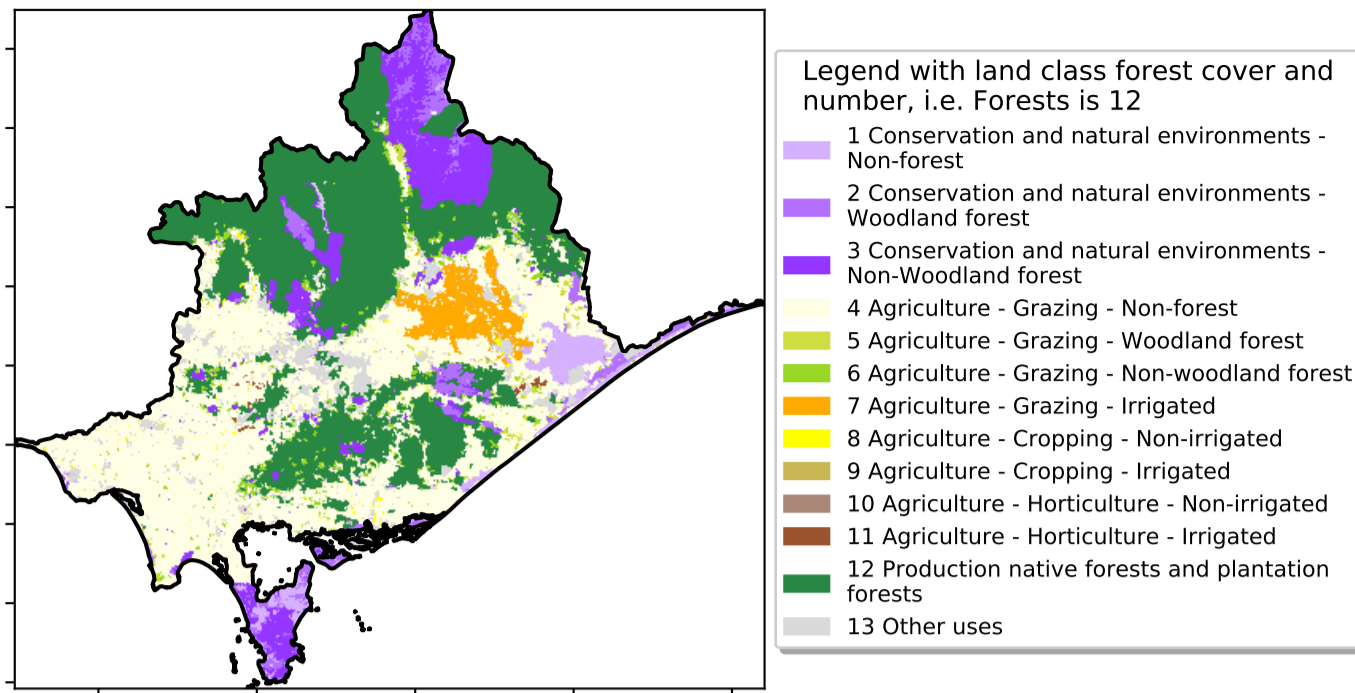 Legend with land class forest cover and
number, i.e. Forests is 12
1 Conservation and natural environments -
Non-forest
2 Conservation and natural environments -
Woodland forest
3 Conservation and natural environments -
Non-Woodland forest
4 Agriculture - Grazing - Non-forest
5 Agriculture - Grazing - Woodland forest
6 Agriculture - Grazing - Non-woodland forest
7 Agriculture - Grazing - Irrigated
8 Agriculture - Cropping - Non-irrigated
9 Agriculture - Cropping - Irrigated
10 Agriculture - Horticulture - Non-irrigated
11 Agriculture - Horticulture - Irrigated
12 Production native forests and plantation
forests
13 Other uses